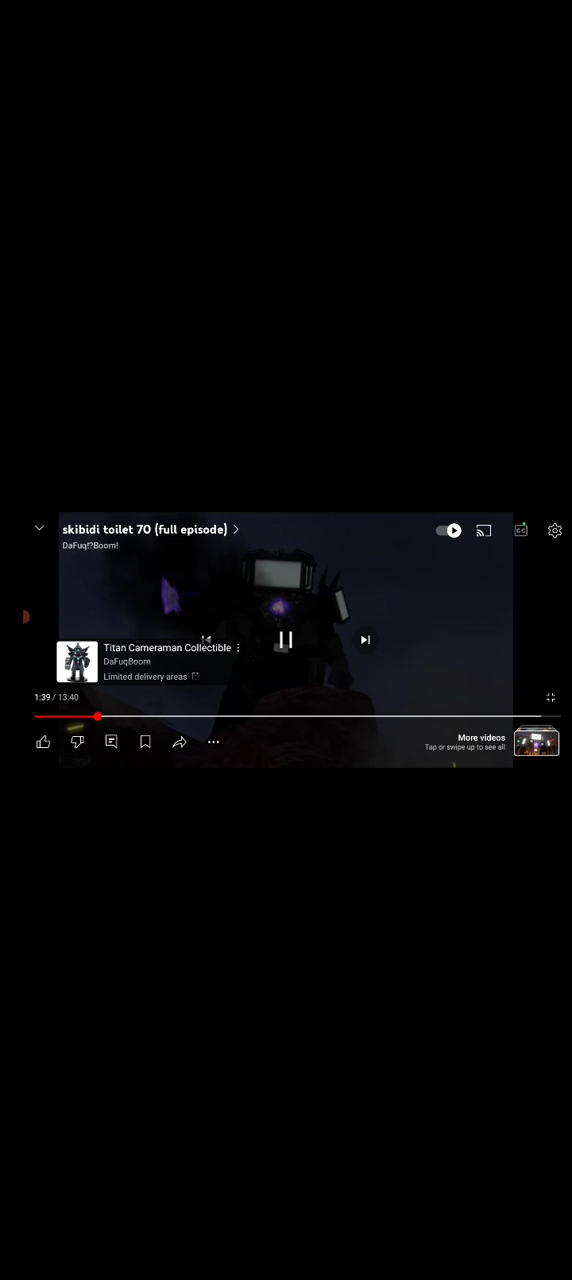 skibidi toilet 70 (full episode)
DaFuq!?Boom!
CC
Titan Cameraman Collectible
DaFuqBoom
Limited delivery areas
1:39 / 13:40
More videos
Tap or swipe up to see all